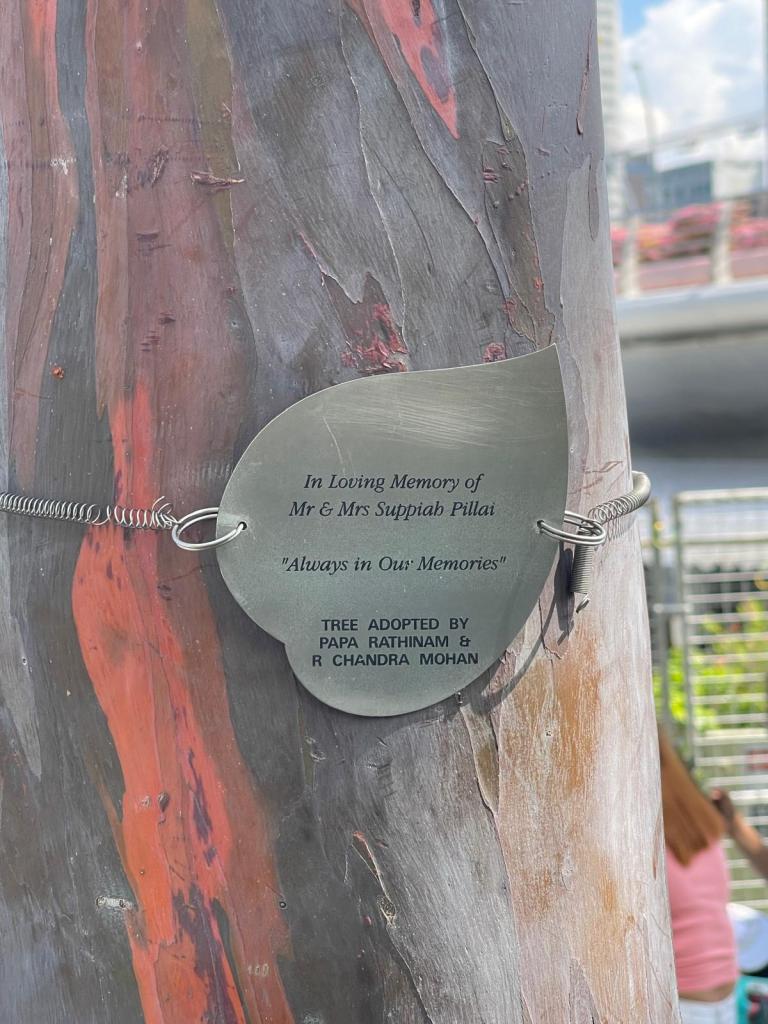 In Loving Memory of
Mr & Mrs Suppiah Pillai
"Always in Our Memories"
TREE ADOPTED BY
PAPA RATHINAM &
R CHANDRA MOHAN